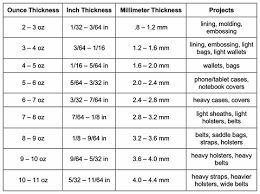 Ounce Thickness Inch Thickness Millimeter Thickness Projects
2 – 3 oz 1/32 – 3/64 in .8 – 1.2 mm lining, molding, embossing
3 – 4 oz 3/64 – 1/16 1.2 – 1.6 mm lining, embossing, light bags, wallets
4 – 5 oz 1/16 – 5/64 in 1.6 – 2.0 mm wallets, bags
5 – 6 oz 5/64 – 3/32 in 2.0 – 2.4 mm phone/tablet cases, notebook covers
6 – 7 oz 3/32 – 7/64 in 2.4 – 2.8 mm heavy cases, covers
7 – 8 oz 7/64 – 1/8 in 2.8 – 3.2 mm light sheaths, light holsters, light belts
8 – 9 oz 1/8 – 9/64 in 3.2 – 3.6 mm belts, saddle bags, straps, holsters
9 – 10 oz 9/64 – 5/32 in 3.6 – 4.0 mm heavy holsters, heavy belts
10 – 11 oz 5/32 – 11/64 in 4.0 – 4.4 mm heavy straps, heavier holsters, wide belts